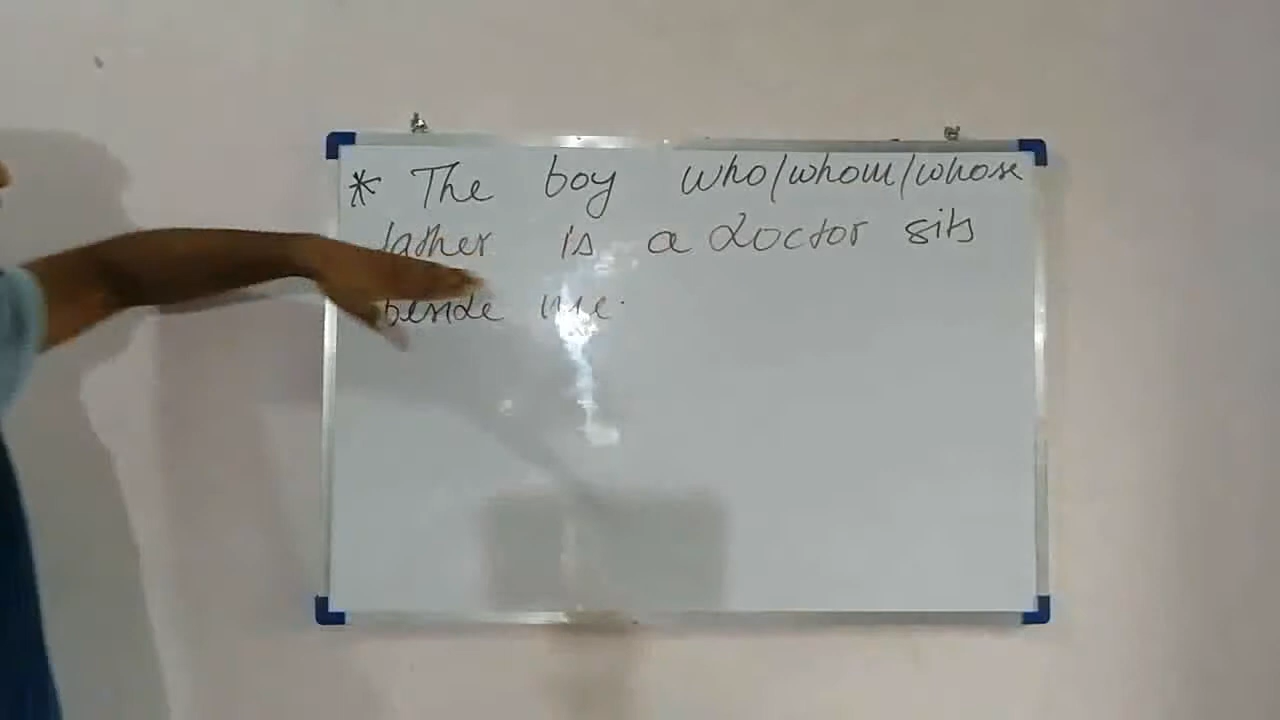 * The boy who/whom/whose
father is a doctor sits
beside me.